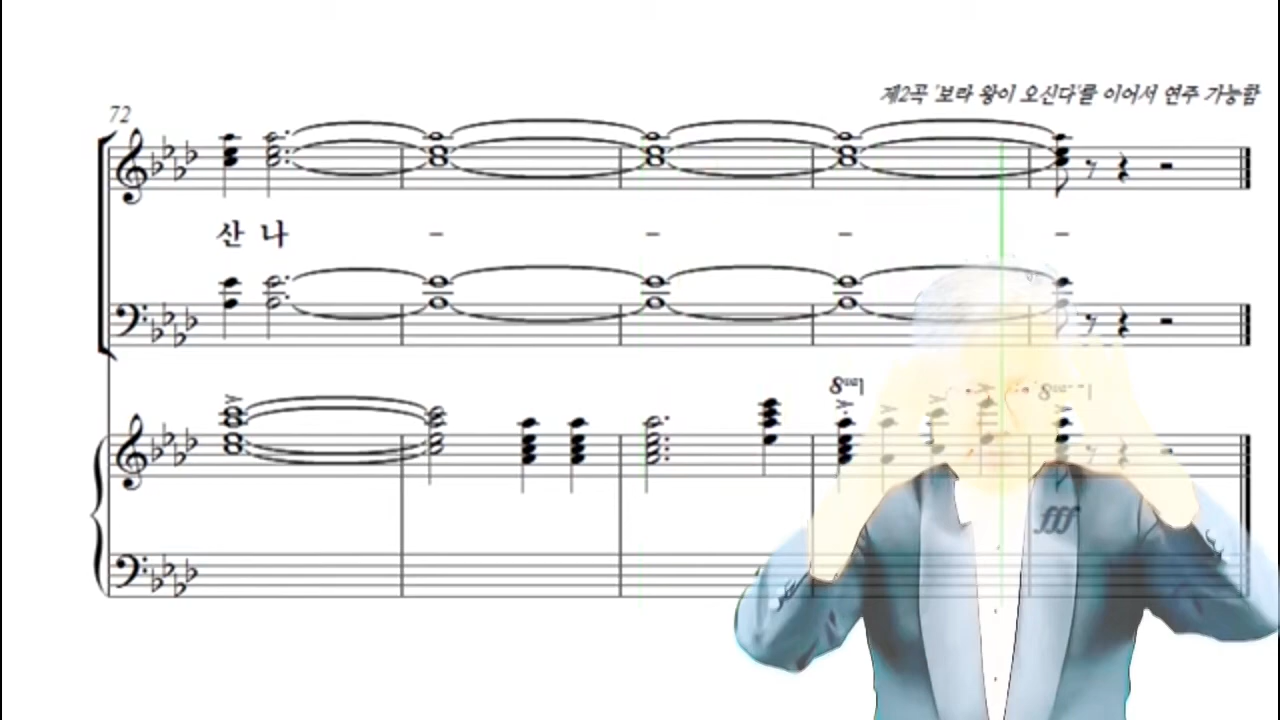 제2곡 '보라 왕이 오신다'를 이어서 연주 가능함
72
산 나 - - - -
8va 8va
fff